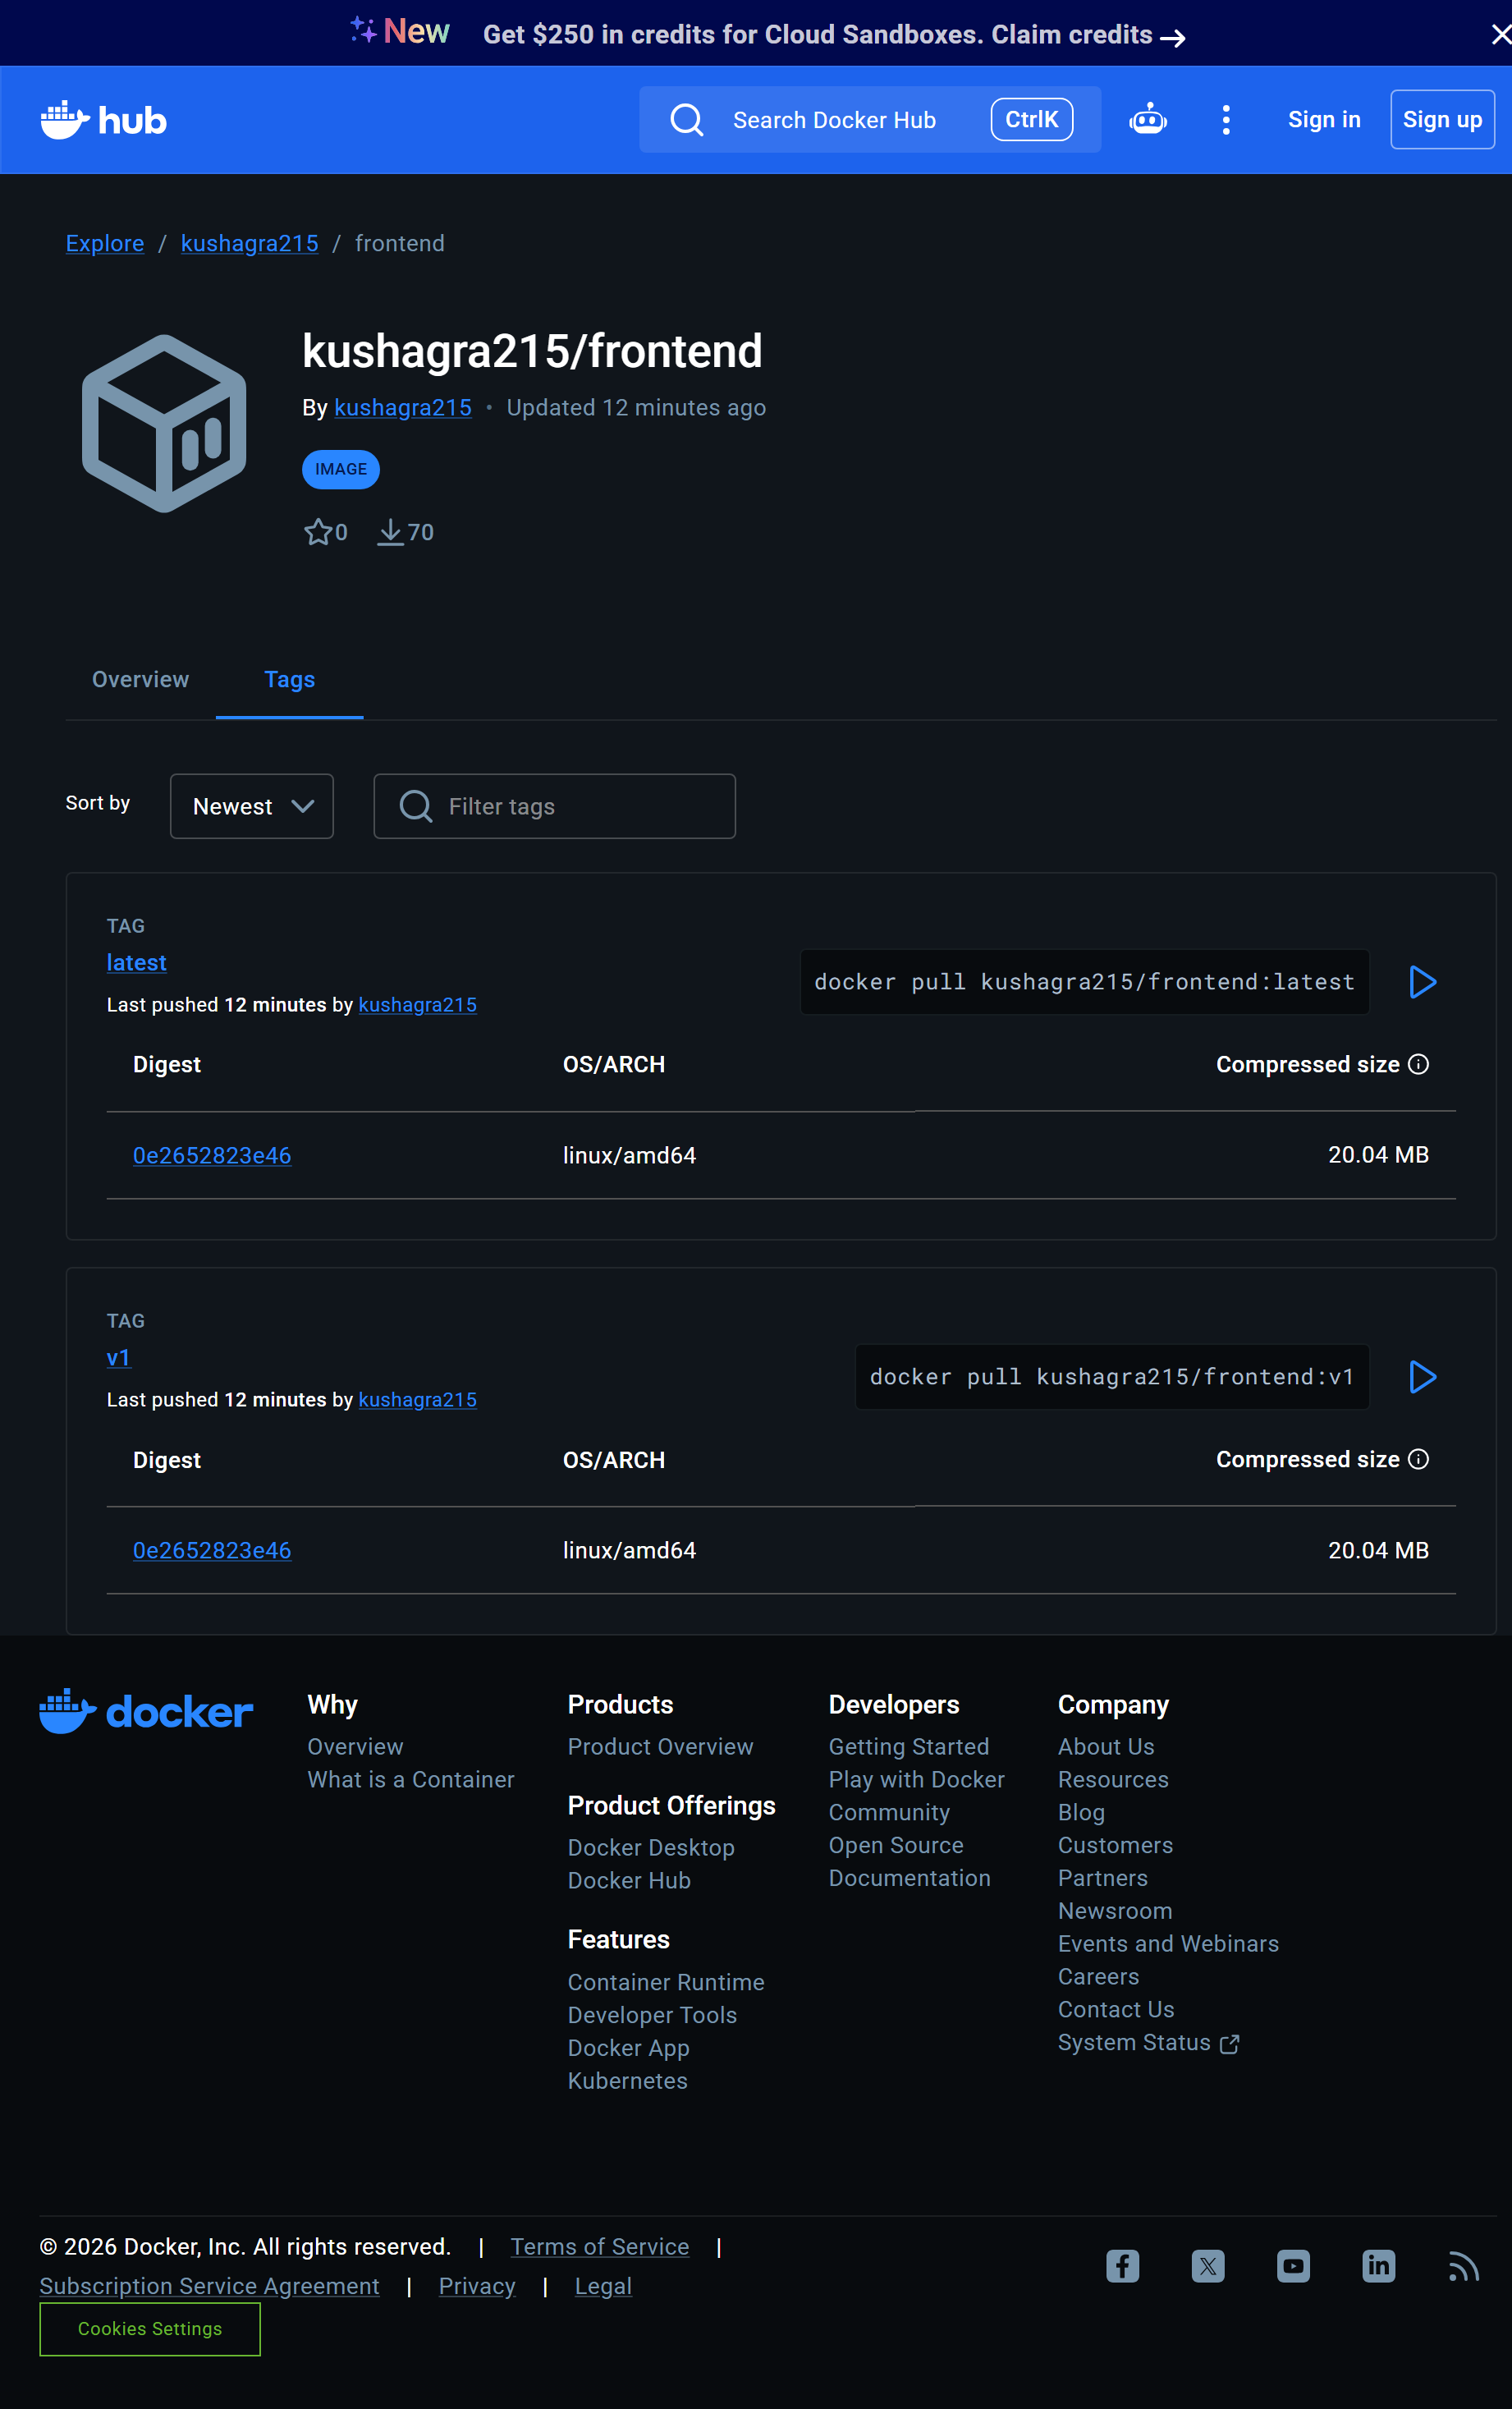 New Get $250 in credits for Cloud Sandboxes. Claim credits
hub Search Docker Hub CtrlK Sign in Sign up
Explore / kushagra215 / frontend
kushagra215/frontend
By kushagra215 • Updated 12 minutes ago
IMAGE
0 70
Overview Tags
Sort by Newest Filter tags
TAG
latest
docker pull kushagra215/frontend:latest
Last pushed 12 minutes by kushagra215
Digest OS/ARCH Compressed size
0e2652823e46 linux/amd64 20.04 MB
TAG
v1
docker pull kushagra215/frontend:v1
Last pushed 12 minutes by kushagra215
Digest OS/ARCH Compressed size
0e2652823e46 linux/amd64 20.04 MB
docker
Why
Overview
What is a Container
Products
Product Overview
Product Offerings
Docker Desktop
Docker Hub
Features
Container Runtime
Developer Tools
Docker App
Kubernetes
Developers
Getting Started
Play with Docker
Community
Open Source
Documentation
Company
About Us
Resources
Blog
Customers
Partners
Newsroom
Events and Webinars
Careers
Contact Us
System Status
© 2026 Docker, Inc. All rights reserved. | Terms of Service |
Subscription Service Agreement | Privacy | Legal
Cookies Settings